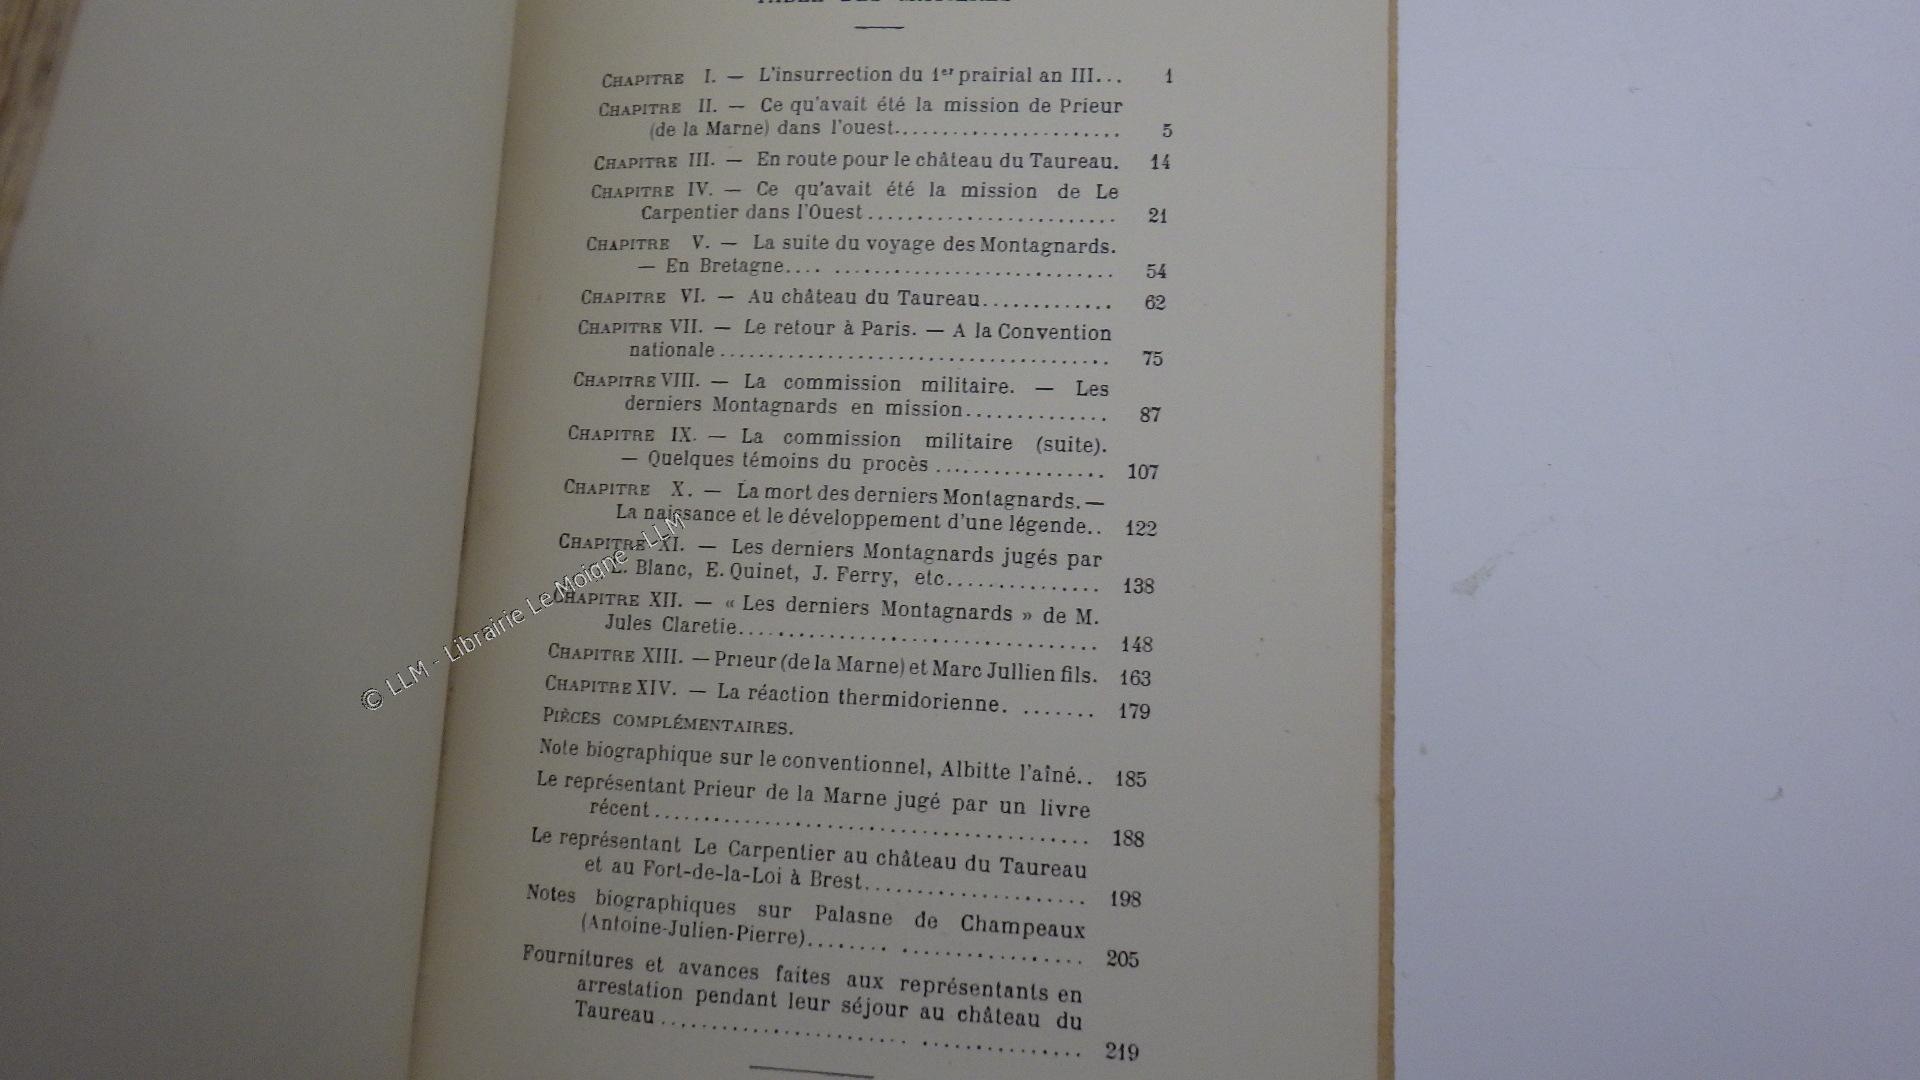 TABLE DES MATIÈRES
CHAPITRE I. — L'insurrection du 1er prairial an III... 1
CHAPITRE II. — Ce qu'avait été la mission de Prieur
(de la Marne) dans l'ouest....................... 5
CHAPITRE III. — En route pour le château du Taureau. 14
CHAPITRE IV. — Ce qu'avait été la mission de Le
Carpentier dans l'Ouest......................... 21
CHAPITRE V. — La suite du voyage des Montagnards.
— En Bretagne.... ............................ 54
CHAPITRE VI. — Au château du Taureau............. 62
CHAPITRE VII. — Le retour à Paris. — A la Convention
nationale....................................... 75
CHAPITRE VIII. — La commission militaire. — Les
derniers Montagnards en mission............... 87
CHAPITRE IX. — La commission militaire (suite).
— Quelques témoins du procès ................. 107
CHAPITRE X. — La mort des derniers Montagnards. —
La naissance et le développement d'une légende.. 122
CHAPITRE XI. — Les derniers Montagnards jugés par
L. Blanc, E. Quinet, J. Ferry, etc................ 138
CHAPITRE XII. — « Les derniers Montagnards » de M.
Jules Claretie.................................... 148
CHAPITRE XIII. — Prieur (de la Marne) et Marc Jullien fils. 163
CHAPITRE XIV. — La réaction thermidorienne. ....... 179
PIÈCES COMPLÉMENTAIRES.
Note biographique sur le conventionnel, Albitte l'aîné.. 185
Le représentant Prieur de la Marne jugé par un livre
récent........................................... 188
Le représentant Le Carpentier au château du Taureau
et au Fort-de-la-Loi à Brest....................... 198
Notes biographiques sur Palasne de Champeaux
(Antoine-Julien-Pierre)........ .................. 205
Fournitures et avances faites aux représentants en
arrestation pendant leur séjour au château du
Taureau........................ ................ 219
© LLM - Librairie Le Moigne - LLM